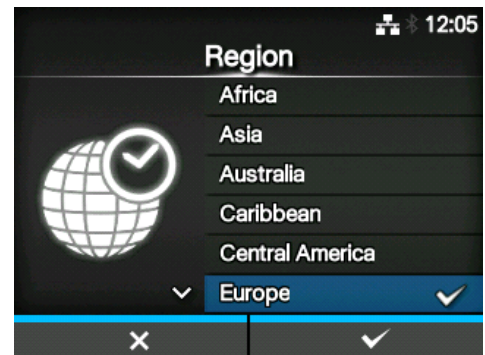 12:05
Region
Africa
Asia
Australia
Caribbean
Central America
Europe